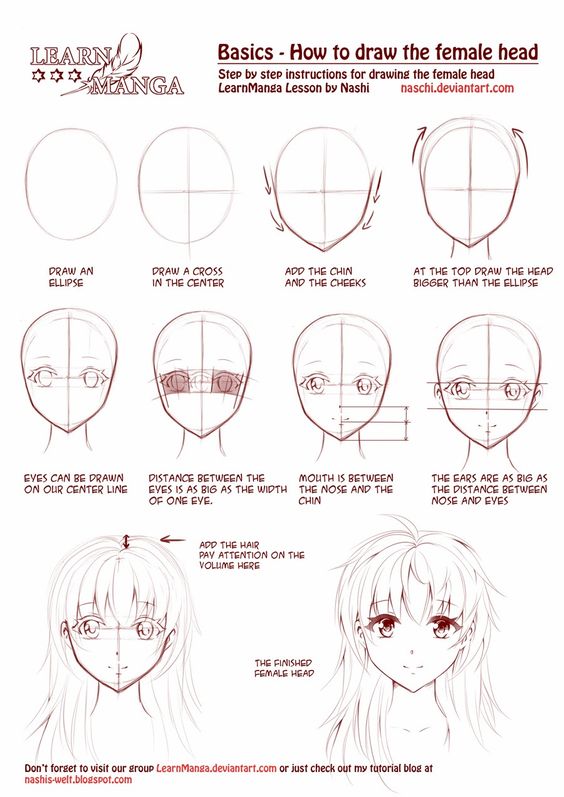 LEARN
MANGA
Basics - How to draw the female head
Step by step instructions for drawing the female head
LearnManga Lesson by Nashi naschi.deviantart.com
DRAW AN
ELLIPSE
DRAW A CROSS
IN THE CENTER
ADD THE CHIN
AND THE CHEEKS
AT THE TOP DRAW THE HEAD
BIGGER THAN THE ELLIPSE
EYES CAN BE DRAWN
ON OUR CENTER LINE
DISTANCE BETWEEN THE
EYES IS AS BIG AS THE WIDTH
OF ONE EYE.
MOUTH IS BETWEEN
THE NOSE AND THE
CHIN
THE EARS ARE AS BIG AS
THE DISTANCE BETWEEN
NOSE AND EYES
ADD THE HAIR
PAY ATTENTION ON THE
VOLUME HERE
THE FINISHED
FEMALE HEAD
Don't forget to visit our group LearnManga.deviantart.com or just check out my tutorial blog at
nashis-welt.blogspot.com